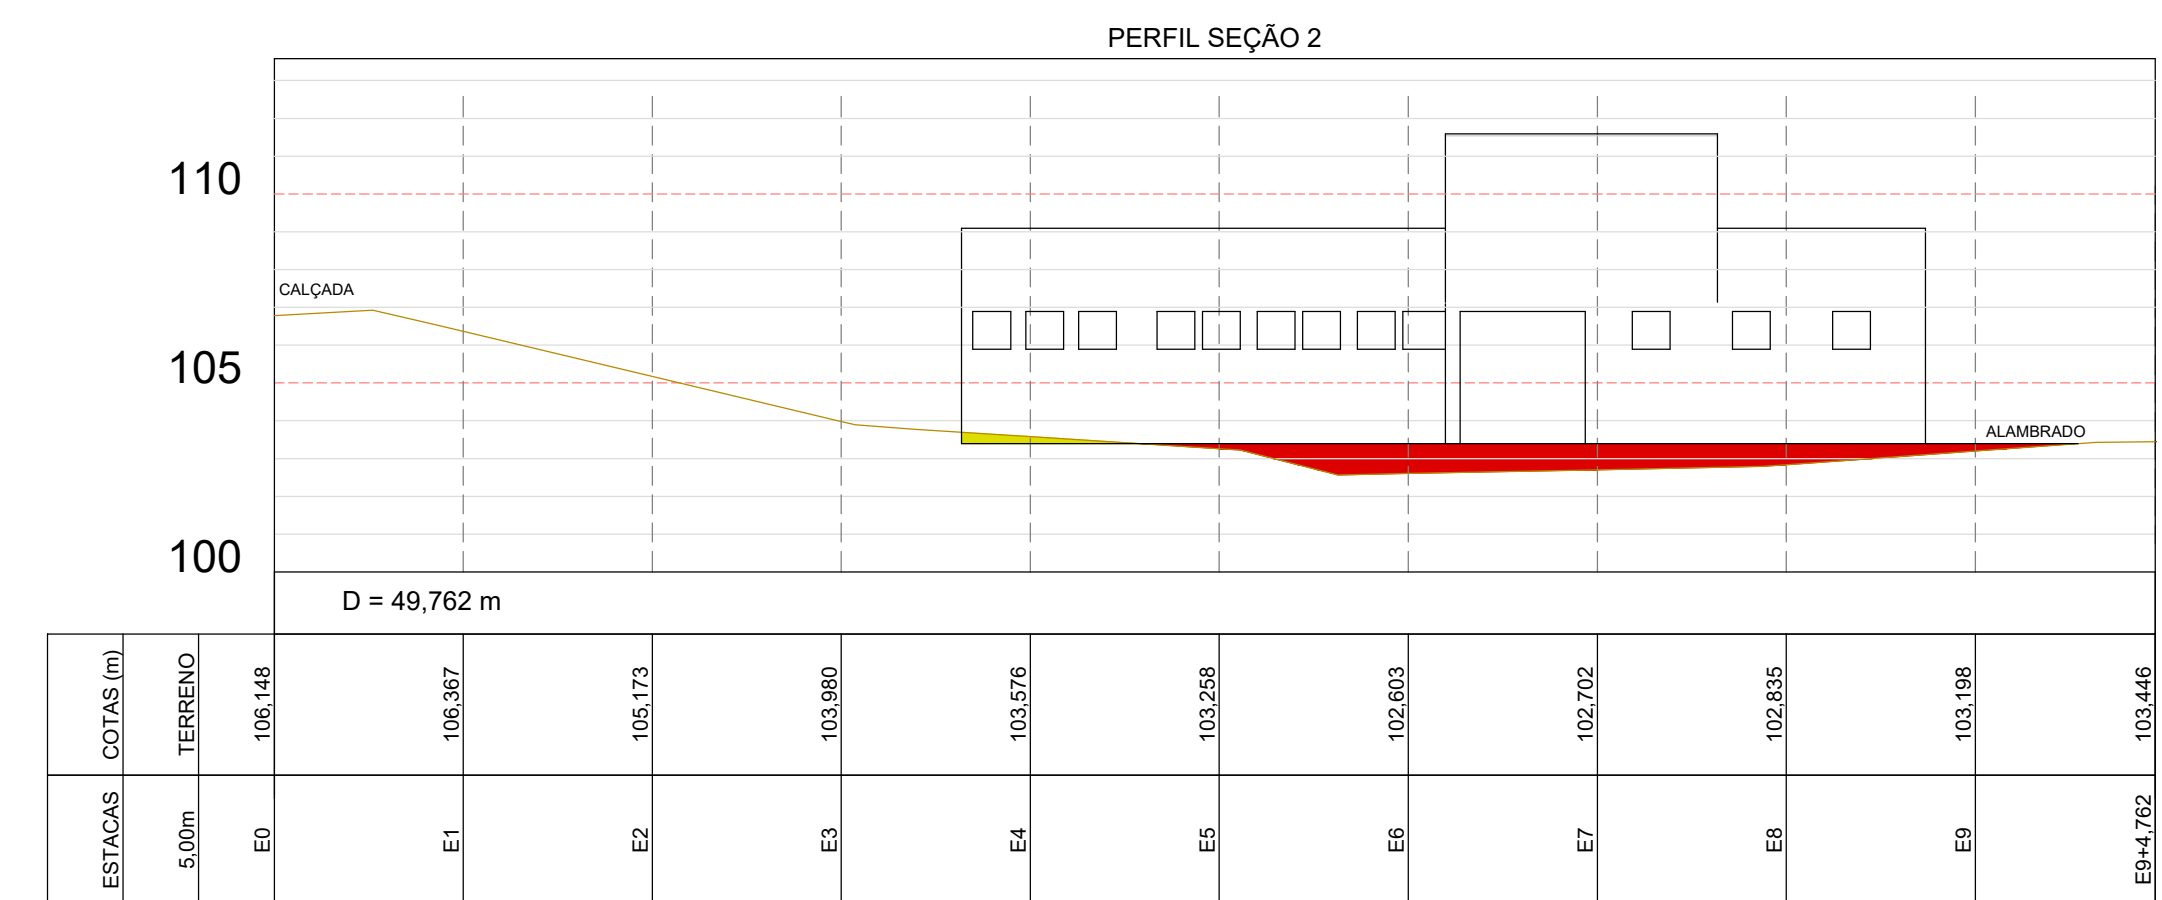 PERFIL SEÇÃO 2
110
105
100
CALÇADA
ALAMBRADO
D = 49,762 m
COTAS (m)
TERRENO
106,148
106,367
105,173
103,980
103,576
103,258
102,603
102,702
102,835
103,198
103,446
ESTACAS
5,00m
E0
E1
E2
E3
E4
E5
E6
E7
E8
E9
E9+4,762